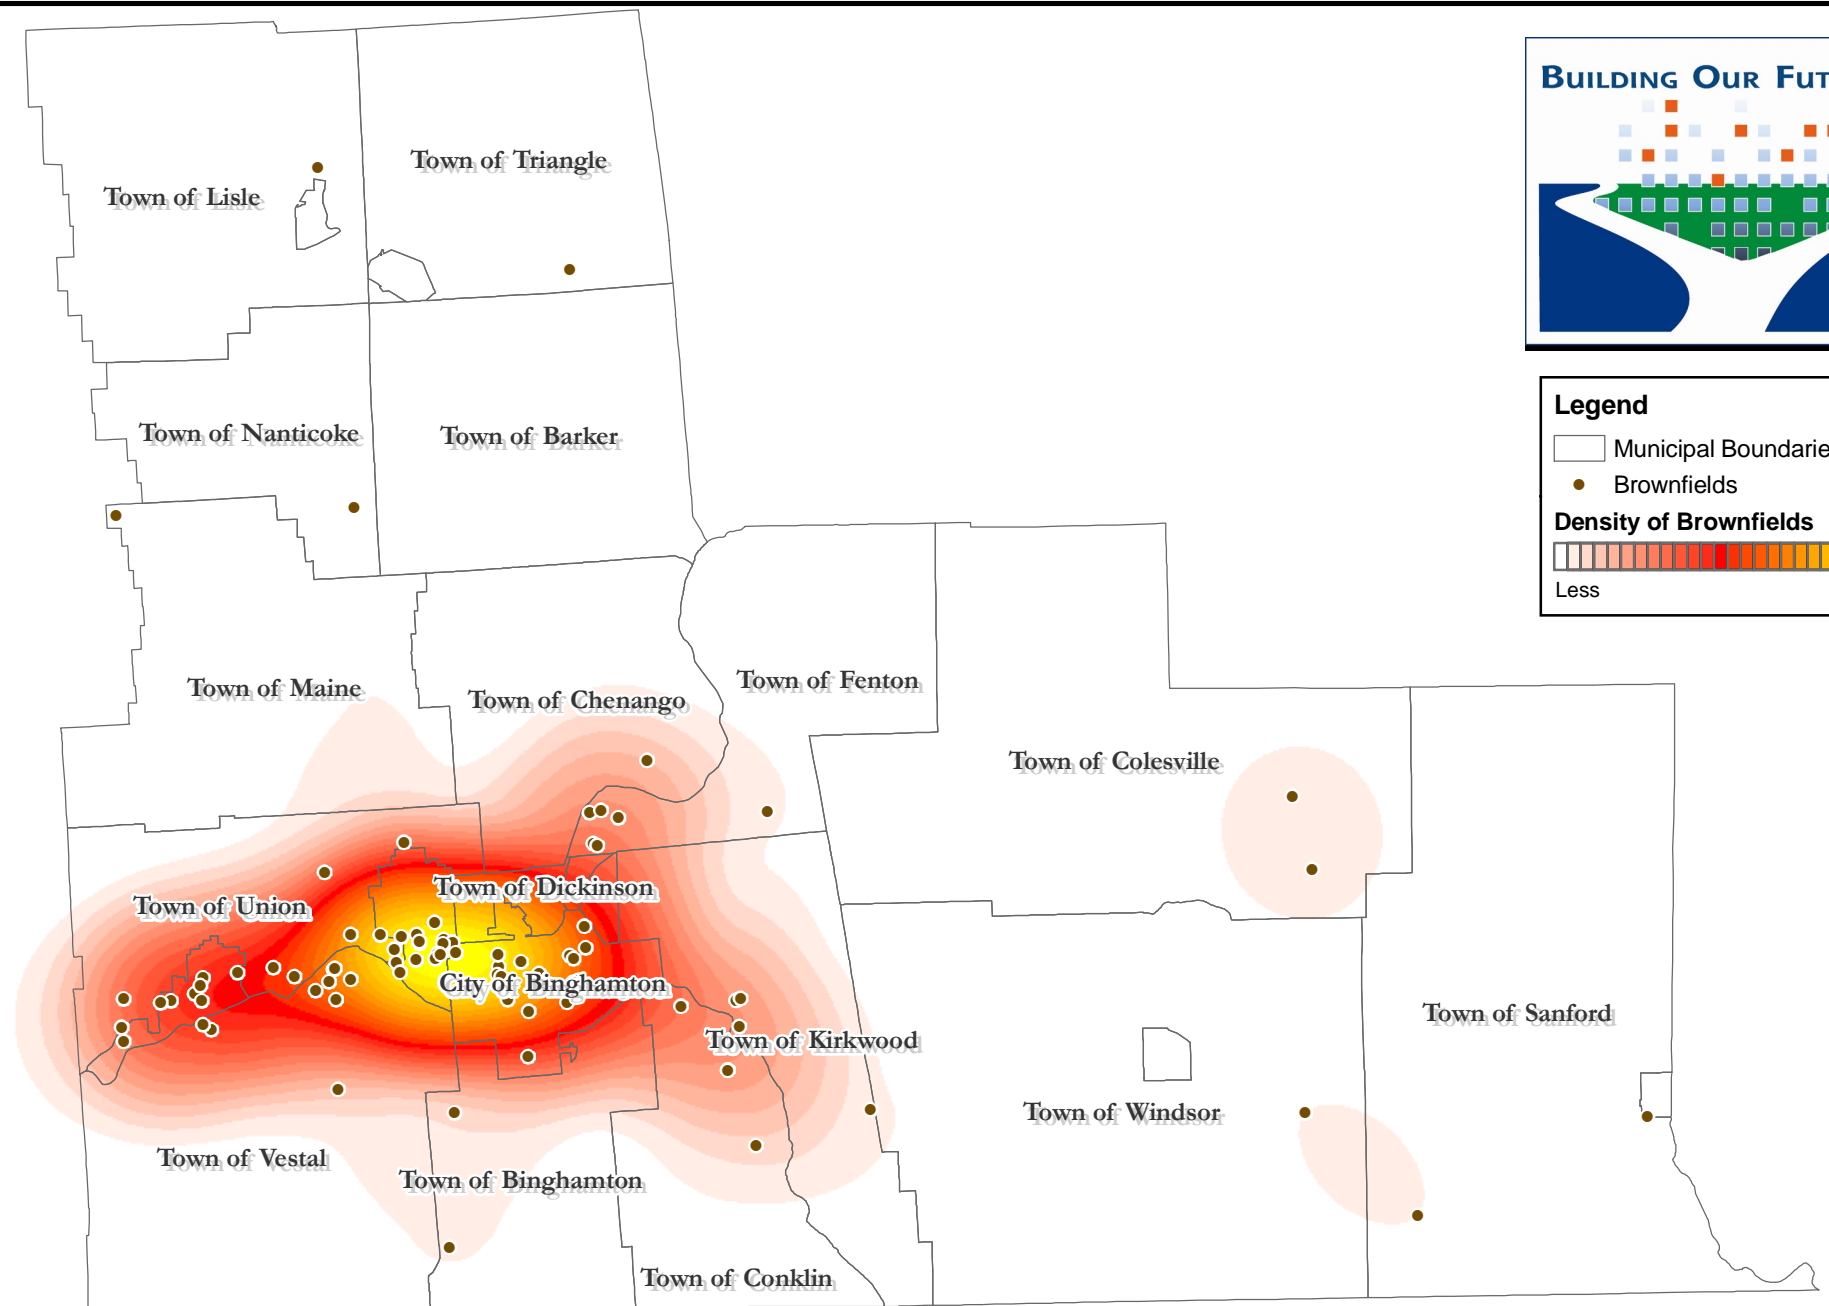 BUILDING OUR FUT
Town of Triangle
Town of Lisle
Legend
Municipal Boundarie
Brownfields
Density of Brownfields
Less
Town of Nanticoke
Town of Barker
Town of Maine
Town of Chenango
Town of Fenton
Town of Colesville
Town of Dickinson
Town of Union
City of Binghamton
Town of Kirkwood
Town of Sanford
Town of Windsor
Town of Vestal
Town of Binghamton
Town of Conklin